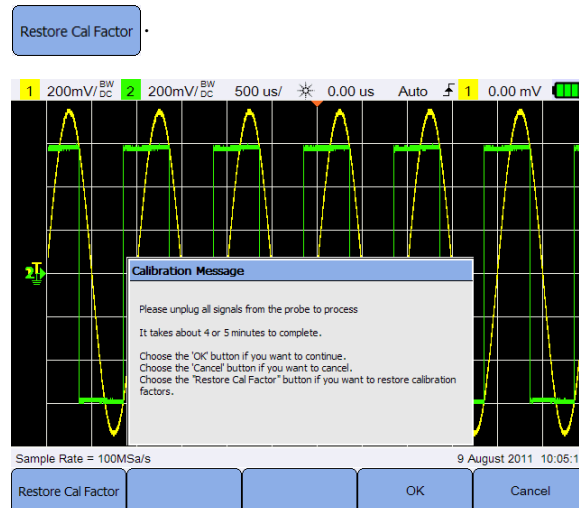 Restore Cal Factor.
1 200mV/ BW DC 2 200mV/ BW DC 500 us/ 0.00 us Auto 1 0.00 mV
2
T
Calibration Message
Please unplug all signals from the probe to process
It takes about 4 or 5 minutes to complete.
Choose the 'OK' button if you want to continue.
Choose the 'Cancel' button if you want to cancel.
Choose the "Restore Cal Factor" button if you want to restore calibration
factors.
Sample Rate = 100MSa/s 9 August 2011 10:05:1
Restore Cal Factor OK Cancel